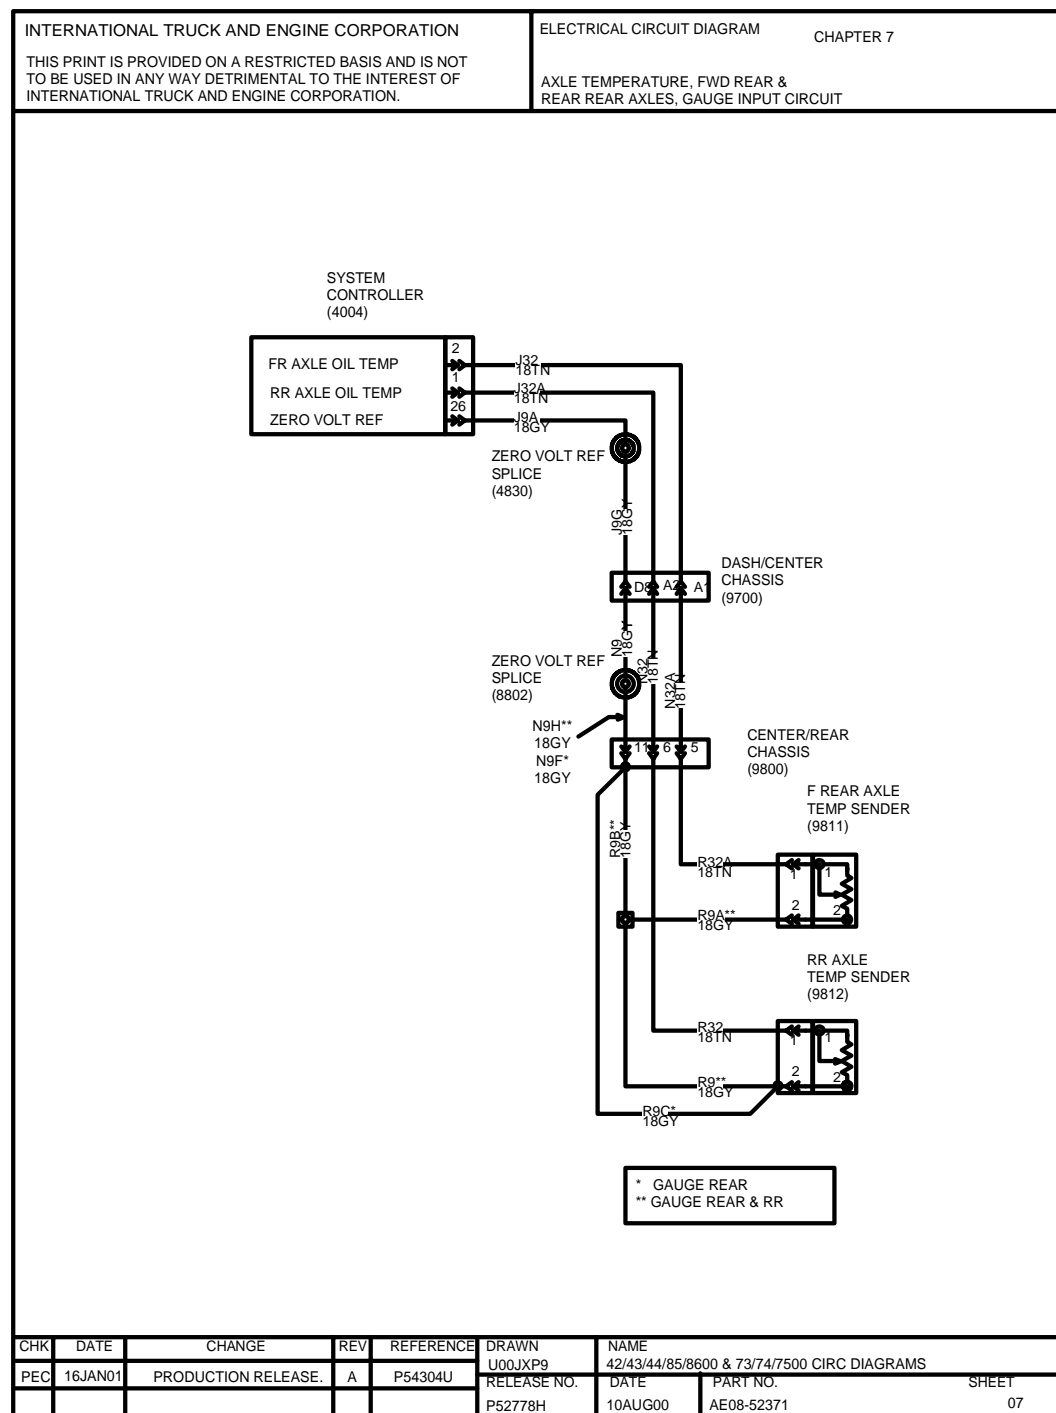 INTERNATIONAL TRUCK AND ENGINE CORPORATION
THIS PRINT IS PROVIDED ON A RESTRICTED BASIS AND IS NOT
TO BE USED IN ANY WAY DETRIMENTAL TO THE INTEREST OF
INTERNATIONAL TRUCK AND ENGINE CORPORATION.
ELECTRICAL CIRCUIT DIAGRAM
CHAPTER 7
AXLE TEMPERATURE, FWD REAR &
REAR REAR AXLES, GAUGE INPUT CIRCUIT
SYSTEM
CONTROLLER
(4004)
FR AXLE OIL TEMP
2
J32
18TN
RR AXLE OIL TEMP
1
J32A
18TN
ZERO VOLT REF
26
J9A
18GY
ZERO VOLT REF
SPLICE
(4830)
J9G
18GY
D8
A2
A1
DASH/CENTER
CHASSIS
(9700)
N9
18GY
N32
18TN
N32A
18TN
ZERO VOLT REF
SPLICE
(8802)
N9H**
18GY
N9F*
18GY
11
6
5
CENTER/REAR
CHASSIS
(9800)
F REAR AXLE
TEMP SENDER
(9811)
R9B**
18GY
R32A
18TN
1
1
R9A**
18GY
2
2
RR AXLE
TEMP SENDER
(9812)
R32
18TN
1
1
R9**
18GY
2
2
R9C*
18GY
* GAUGE REAR
** GAUGE REAR & RR
CHK DATE CHANGE REV REFERENCE DRAWN NAME
U00JXP9 42/43/44/85/8600 & 73/74/7500 CIRC DIAGRAMS
PEC 16JAN01 PRODUCTION RELEASE. A P54304U
RELEASE NO. DATE PART NO. SHEET
P52778H 10AUG00 AE08-52371 07